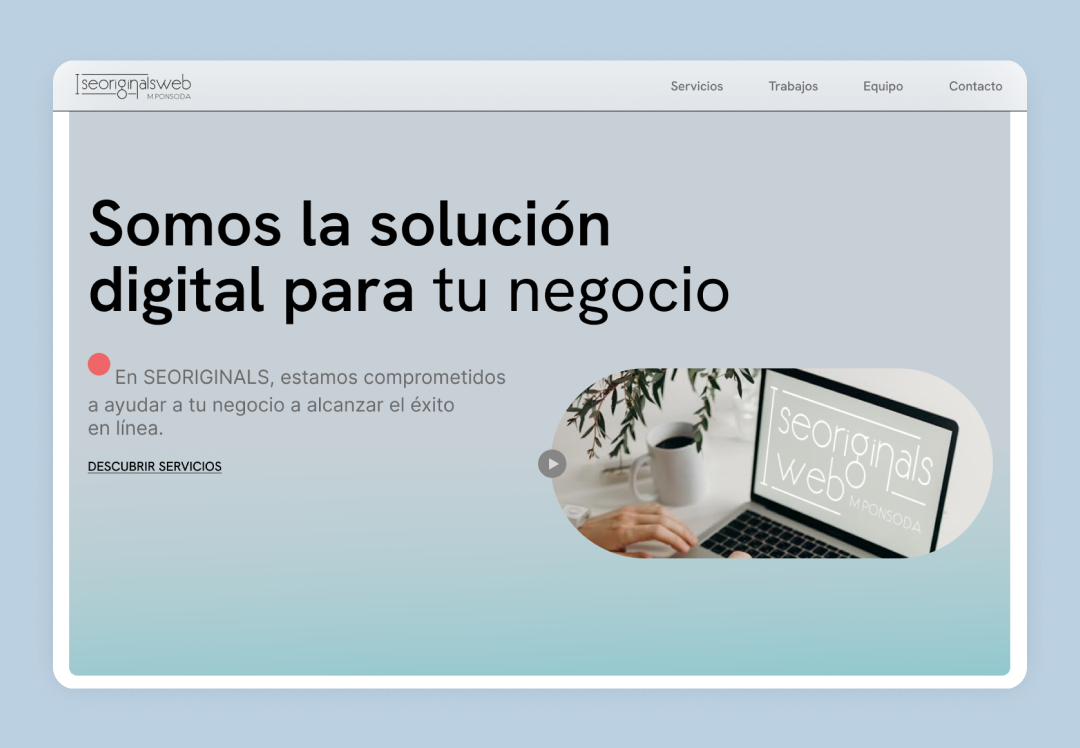 seoriginalsweb
M.PONSODA
Servicios
Trabajos
Equipo
Contacto
Somos la solución
digital para tu negocio
En SEORIGINALS, estamos comprometidos
a ayudar a tu negocio a alcanzar el éxito
en línea.
DESCUBRIR SERVICIOS
seoriginals
web
M PONSODA